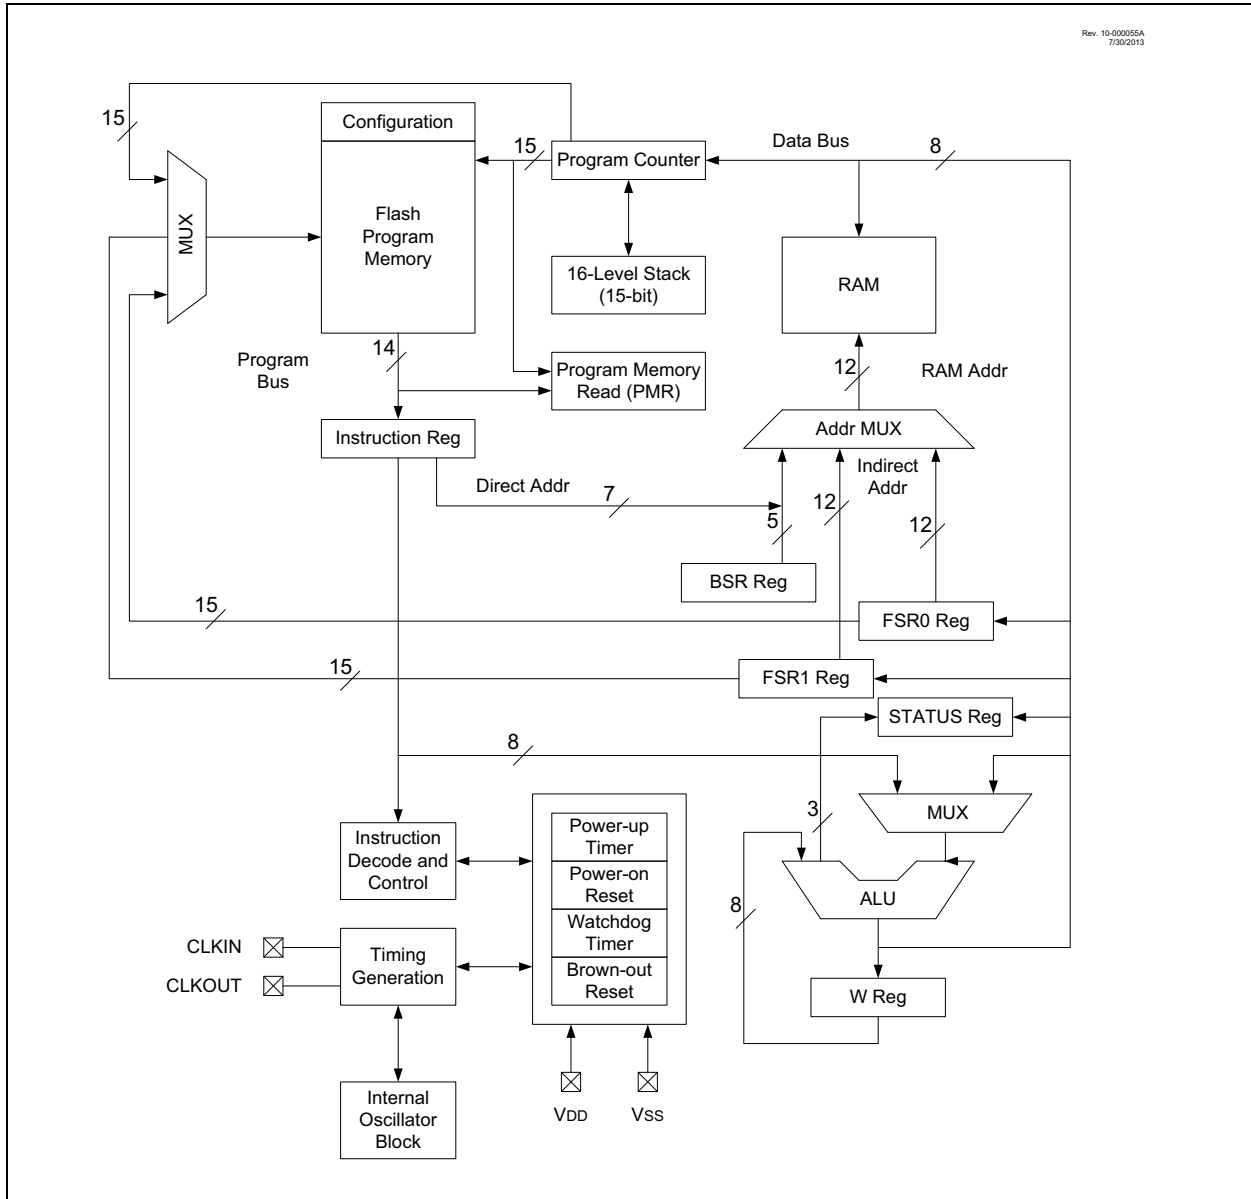 Rev. 10-000055A
7/30/2013
15
Configuration
15
Program Counter
Data Bus
8
MUX
Flash
Program
Memory
16-Level Stack
(15-bit)
RAM
Program
Bus
14
Program Memory
Read (PMR)
12
RAM Addr
Instruction Reg
Addr MUX
Direct Addr
7
Indirect
Addr
5
12
12
BSR Reg
15
FSR0 Reg
15
FSR1 Reg
STATUS Reg
8
MUX
3
Instruction
Decode and
Control
Power-up
Timer
Power-on
Reset
Watchdog
Timer
Brown-out
Reset
ALU
8
CLKIN
CLKOUT
Timing
Generation
W Reg
Internal
Oscillator
Block
VDD
VSS